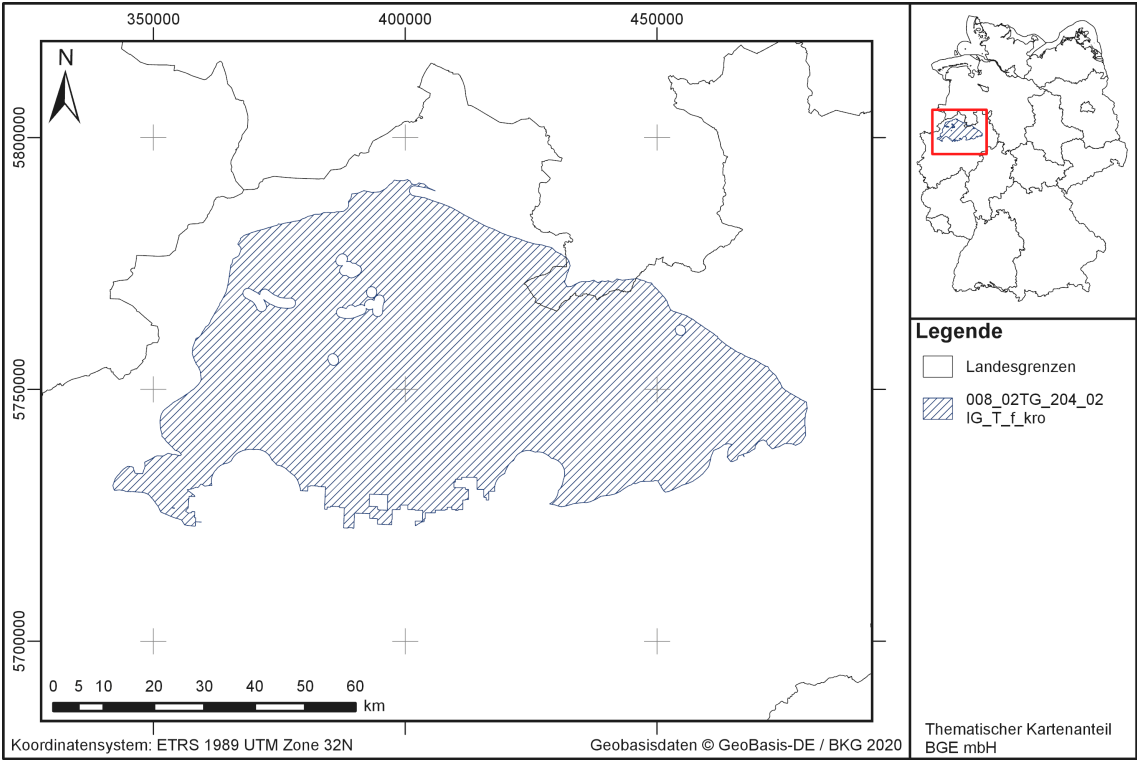 350000
400000
450000
N
5800000
5750000
5700000
0 5 10 20 30 40 50 60
km
Koordinatensystem: ETRS 1989 UTM Zone 32N
Geobasisdaten © GeoBasis-DE / BKG 2020
Legende
Landesgrenzen
008_02TG_204_02
IG_T_f_kro
Thematischer Kartenanteil
BGE mbH